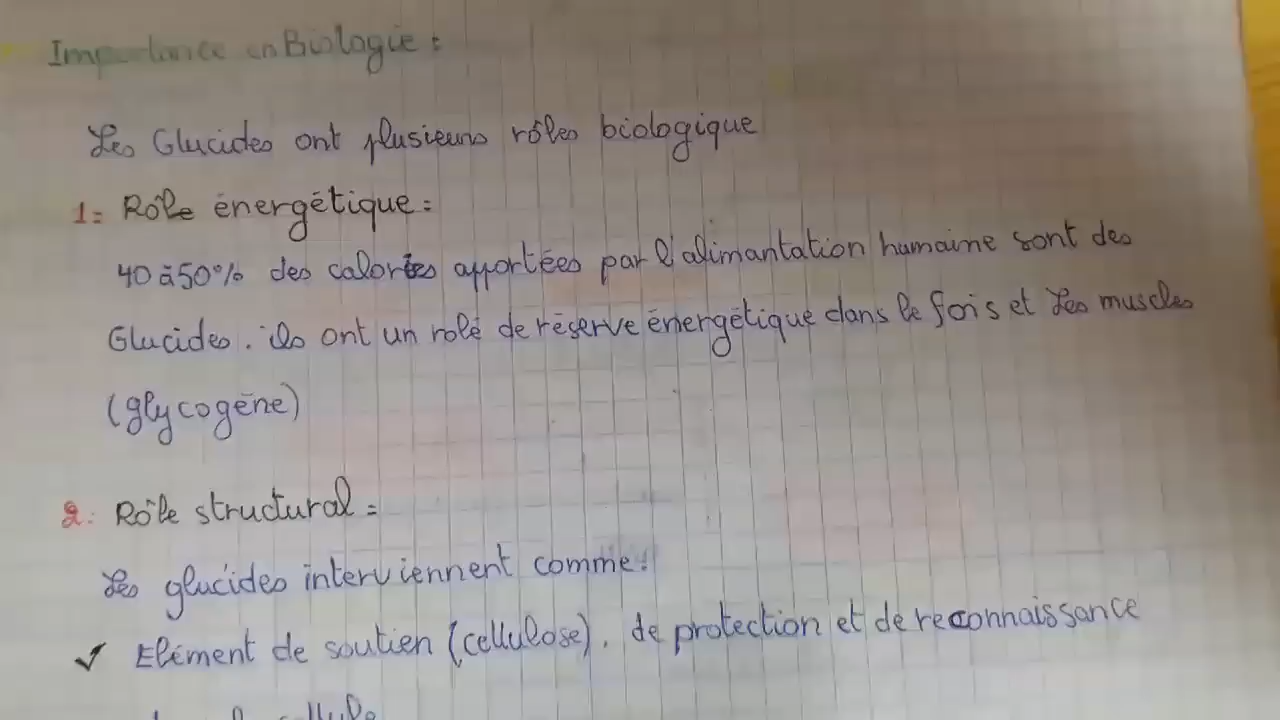 Importance en Biologie :
Les Glucides ont plusieurs rôles biologique
1: Rôle énergétique :
40 à 50% des calories apportées par l'alimantation humaine sont des
Glucides. ils ont un rolé de réserve énergétique dans le fois et Les muscles
(glycogène)
2: Rôle structural :
Les glucides interviennent comme :
✓ Elément de soutien (cellulose), de protection et de reconnaissance